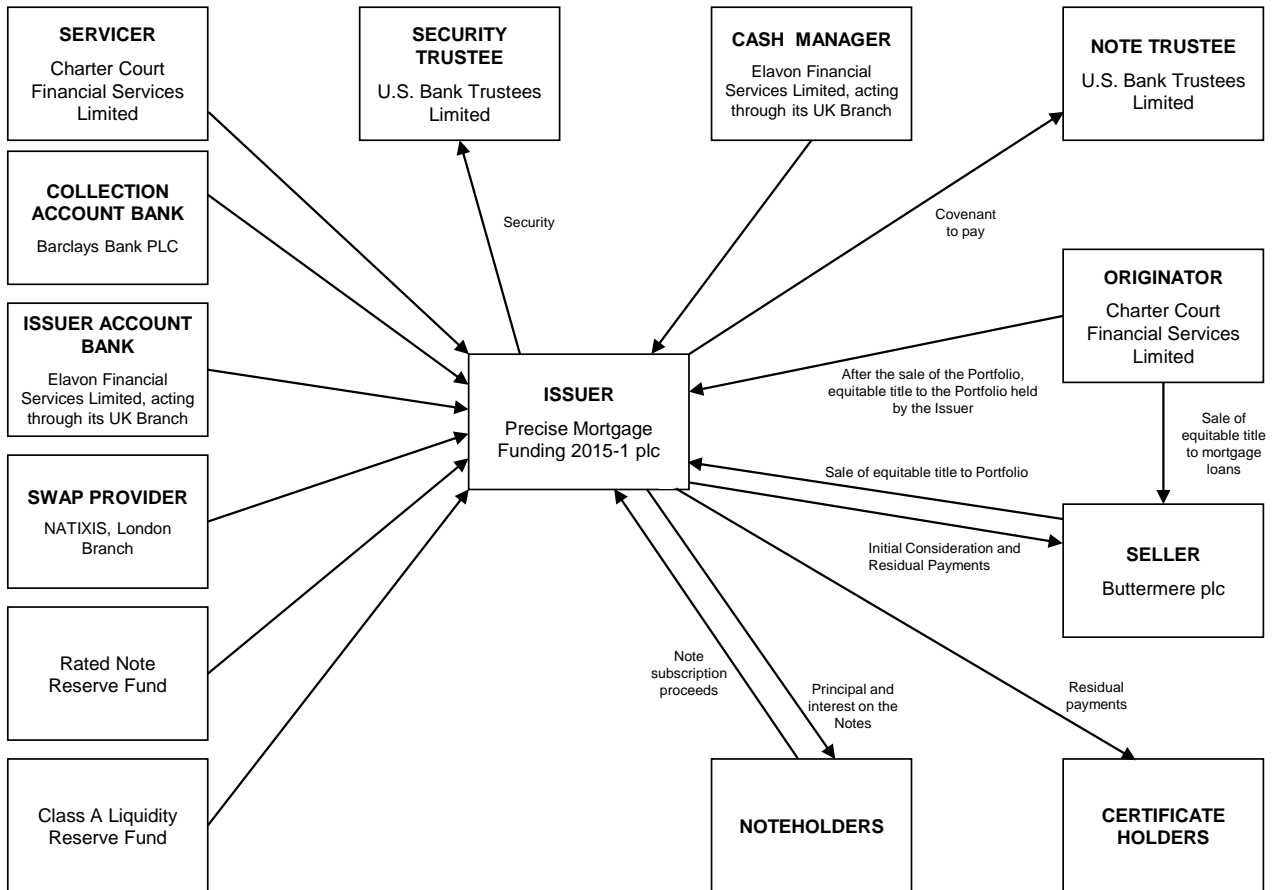 SERVICER
Charter Court
Financial Services
Limited
SECURITY
TRUSTEE
U.S. Bank Trustees
Limited
CASH MANAGER
Elavon Financial
Services Limited, acting
through its UK Branch
NOTE TRUSTEE
U.S. Bank Trustees
Limited
COLLECTION
ACCOUNT BANK
Barclays Bank PLC
Security
Covenant
to pay
ORIGINATOR
Charter Court
Financial Services
Limited
ISSUER ACCOUNT
BANK
Elavon Financial
Services Limited, acting
through its UK Branch
ISSUER
Precise Mortgage
Funding 2015-1 plc
After the sale of the Portfolio,
equitable title to the Portfolio held
by the Issuer
Sale of
equitable title
to mortgage
loans
Sale of equitable title to Portfolio
SWAP PROVIDER
NATIXIS, London
Branch
Initial Consideration and
Residual Payments
SELLER
Buttermere plc
Rated Note
Reserve Fund
Note
subscription
proceeds
Principal and
interest on the
Notes
Residual
payments
Class A Liquidity
Reserve Fund
NOTEHOLDERS
CERTIFICATE
HOLDERS